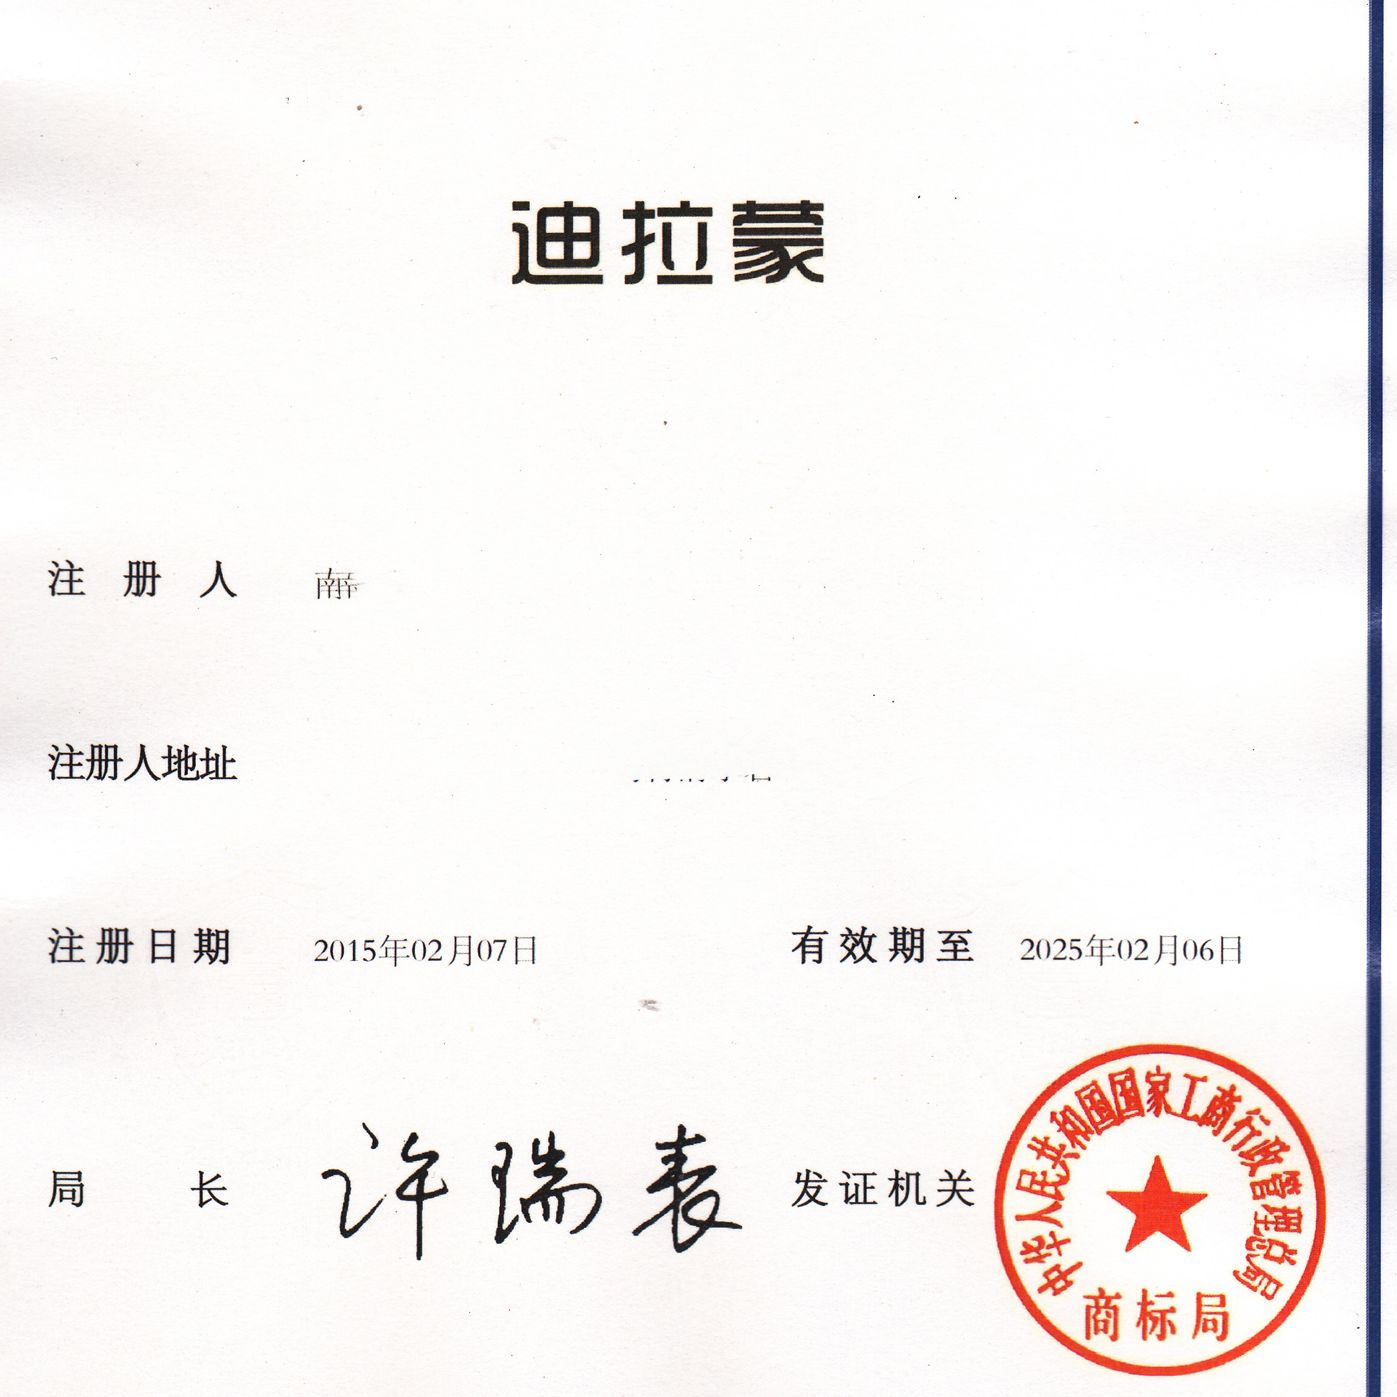 迪拉蒙
注册人
注册人地址
注册日期 2015年02月07日 有效期至 2025年02月06日
局长 许瑞表 发证机关
中华人民共和国国家工商行政管理总局
商标局